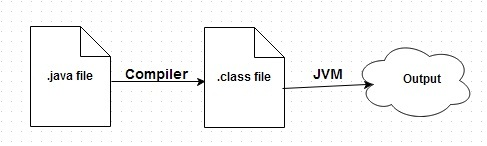 .java file
Compiler
.class file
JVM
Output